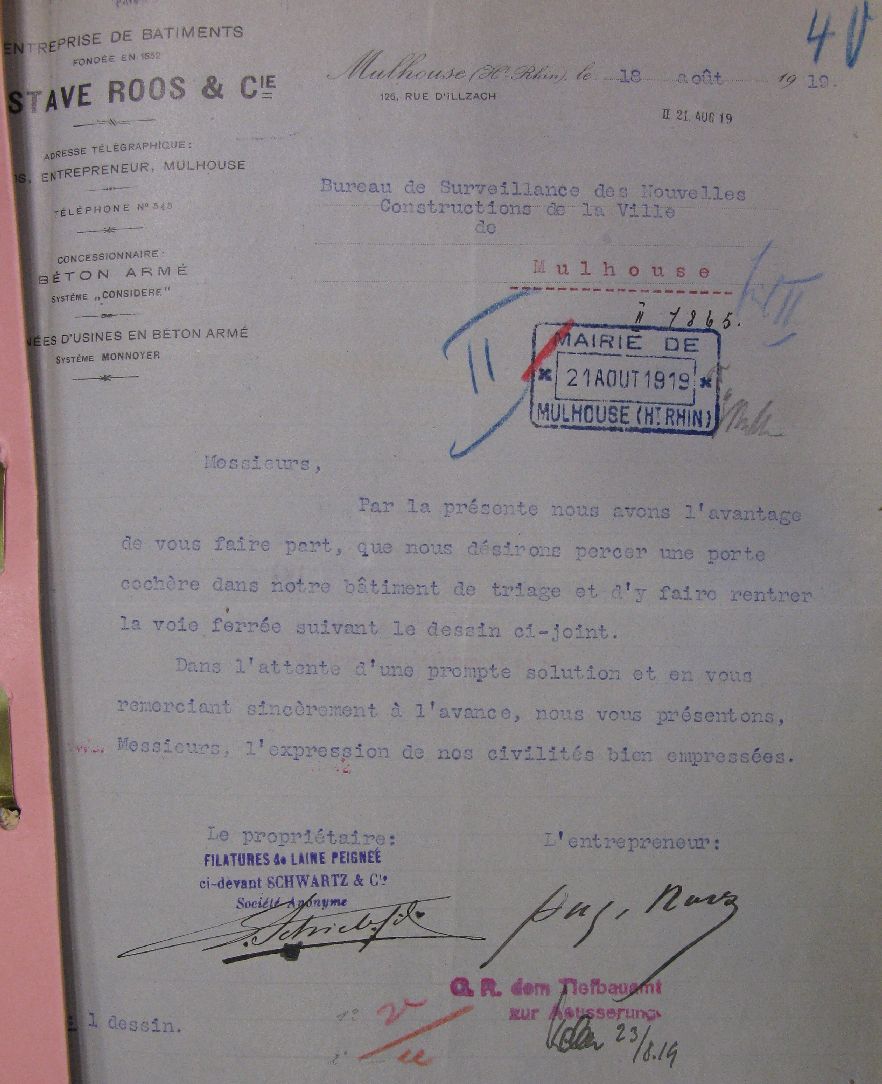 ENTREPRISE DE BATIMENTS
FONDÉE EN 1852
STAVE ROOS & CIE
ADRESSE TÉLÉGRAPHIQUE:
ENTREPRENEUR, MULHOUSE
TÉLÉPHONE No 545
CONCESSIONNAIRE:
BÉTON ARMÉ
SYSTÉME „CONSIDERE"
D'USINES EN BÉTON ARMÉ
SYSTÈME MONNOYER
40
Mulhouse (Ht. Rhin), le 18 août 1919.
125, RUE D'ILLZACH
II 21. AUG 19
Bureau de Surveillance des Nouvelles
Constructions de la Ville
de
Mulhouse
II 7865.
II
II
MAIRIE DE
* 21 AOUT 1919 *
MULHOUSE (HT. RHIN)
Messieurs,
Par la présente nous avons l'avantage
de vous faire part, que nous désirons percer une porte
cochère dans notre bâtiment de triage et d'y faire rentrer
la voie ferrée suivant le dessin ci-joint.
Dans l'attente d'une prompte solution et en vous
remerciant sincèrement à l'avance, nous vous présentons,
Messieurs, l'expression de nos civilités bien empressées.
Le propriétaire:
L'entrepreneur:
FILATURES de LAINE PEIGNÉE
ci-devant SCHWARTZ & Cie
Société Anonyme
G. R. dem Tiefbauamt
zur Aeusserung
23/8.19
1 dessin.